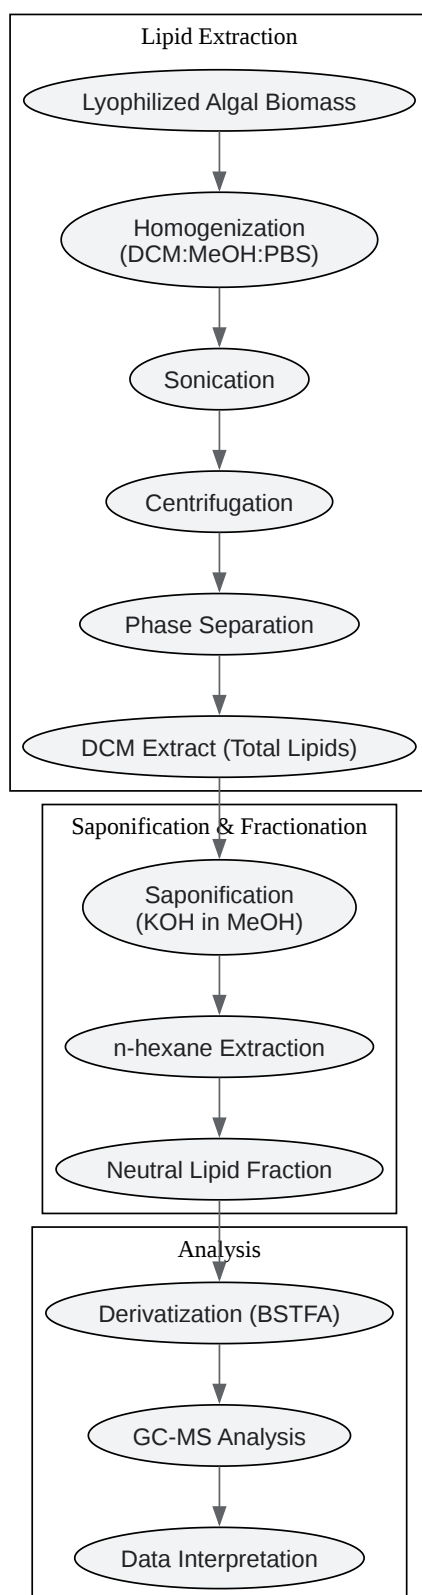 Lipid Extraction
Lyophilized Algal Biomass
Homogenization
(DCM:MeOH:PBS)
Sonication
Centrifugation
Phase Separation
DCM Extract (Total Lipids)
Saponification & Fractionation
Saponification
(KOH in MeOH)
n-hexane Extraction
Neutral Lipid Fraction
Analysis
Derivatization (BSTFA)
GC-MS Analysis
Data Interpretation